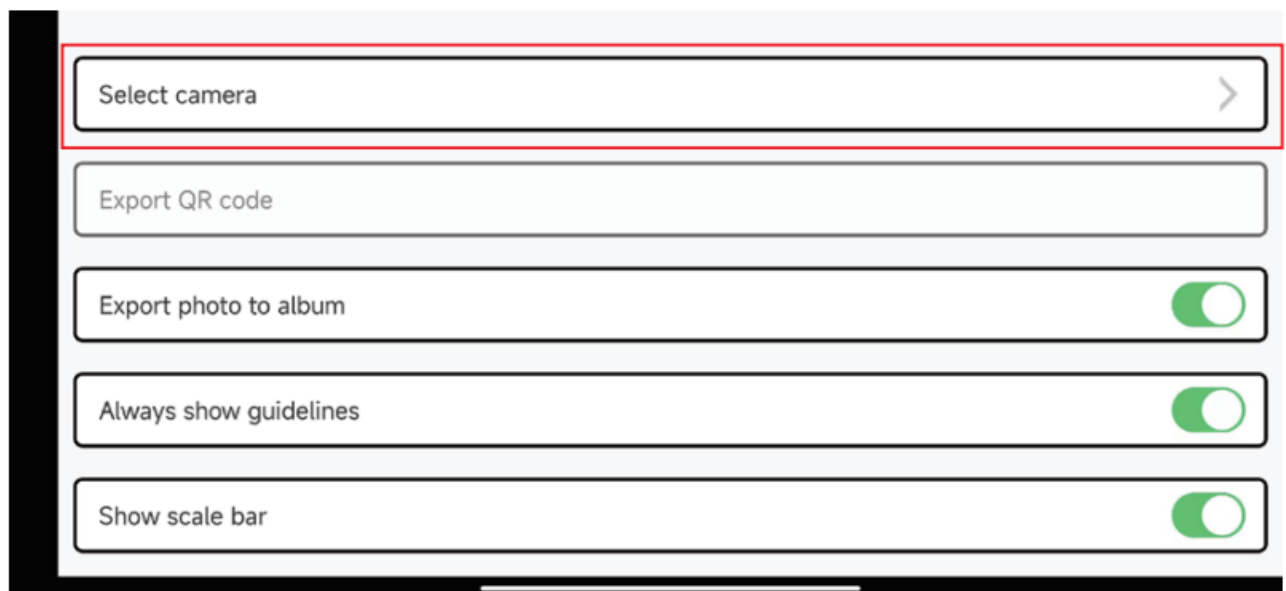 Select camera
Export QR code
Export photo to album
Always show guidelines
Show scale bar